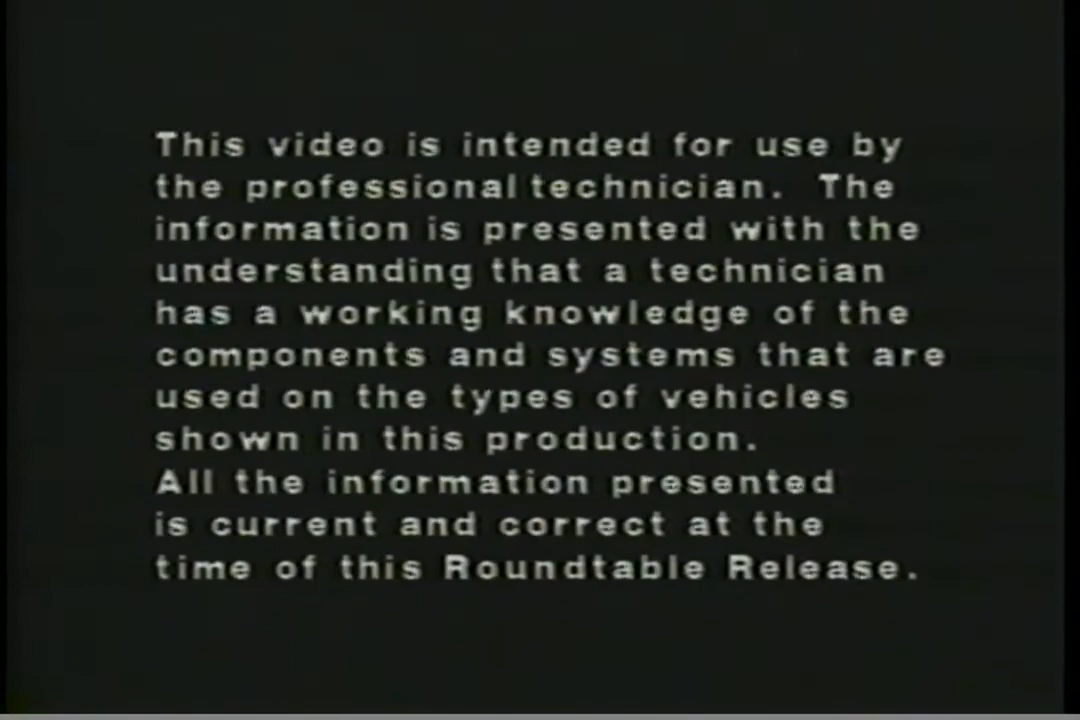 This video is intended for use by
the professional technician. The
information is presented with the
understanding that a technician
has a working knowledge of the
components and systems that are
used on the types of vehicles
shown in this production.
All the information presented
is current and correct at the
time of this Roundtable Release.